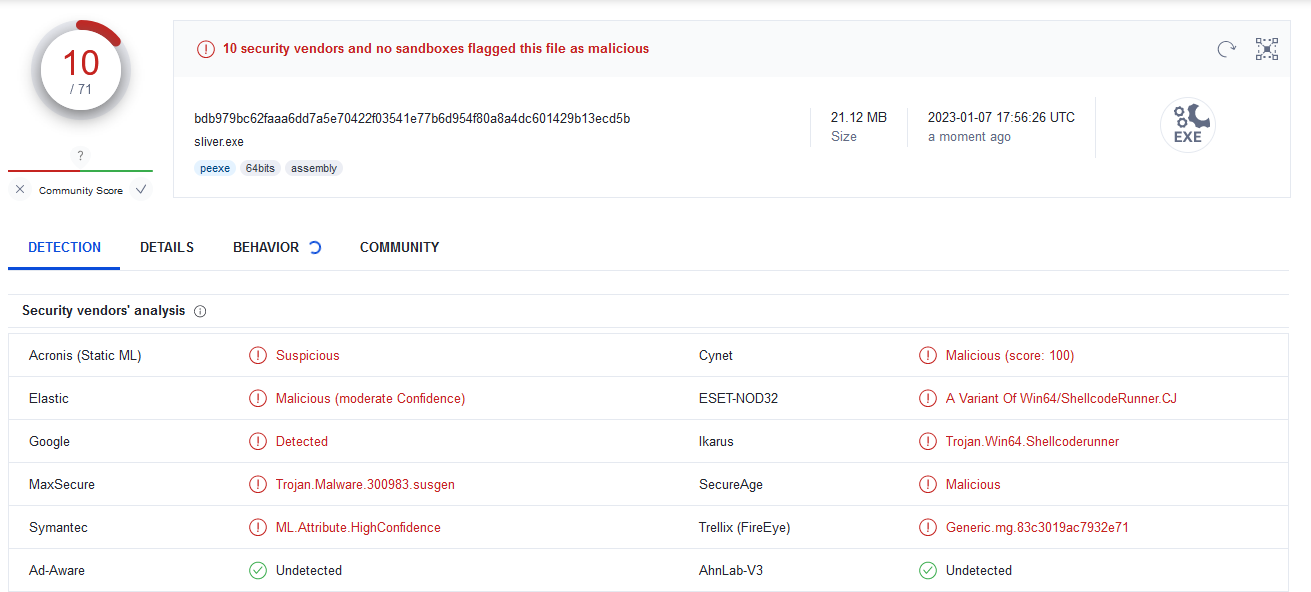 10
/ 71
?
Community Score
10 security vendors and no sandboxes flagged this file as malicious
bdb979bc62faaa6dd7a5e70422f03541e77b6d954f80a8a4dc601429b13ecd5b
sliver.exe
peexe 64bits assembly
21.12 MB
Size
2023-01-07 17:56:26 UTC
a moment ago
EXE
DETECTION DETAILS BEHAVIOR COMMUNITY
Security vendors' analysis
Acronis (Static ML) Suspicious Cynet Malicious (score: 100)
Elastic Malicious (moderate Confidence) ESET-NOD32 A Variant Of Win64/ShellcodeRunner.CJ
Google Detected Ikarus Trojan.Win64.Shellcoderunner
MaxSecure Trojan.Malware.300983.susgen SecureAge Malicious
Symantec ML.Attribute.HighConfidence Trellix (FireEye) Generic.mg.83c3019ac7932e71
Ad-Aware Undetected AhnLab-V3 Undetected